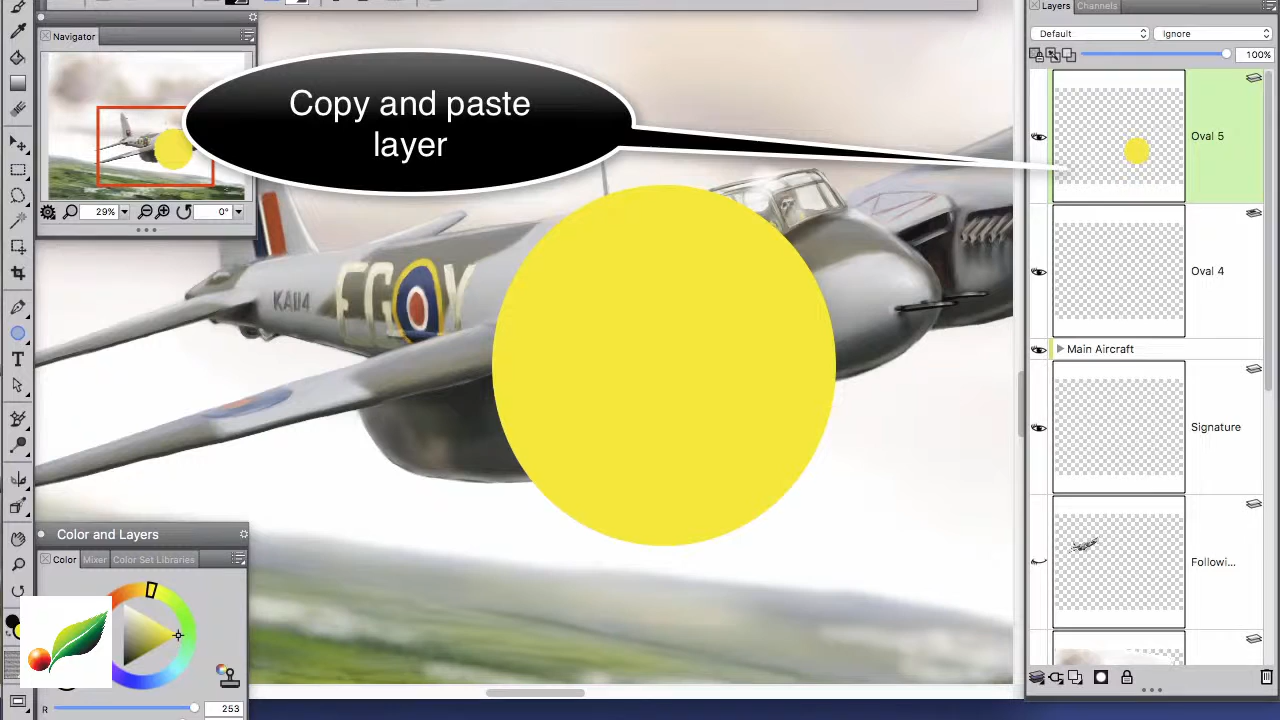 Layers Channels
Default Ignore
100%
Navigator
Copy and paste
layer
29% 0°
Oval 5
Oval 4
Main Aircraft
Signature
Followi...
KA114
FG Y
Color and Layers
Color Mixer Color Set Libraries
R 253
T